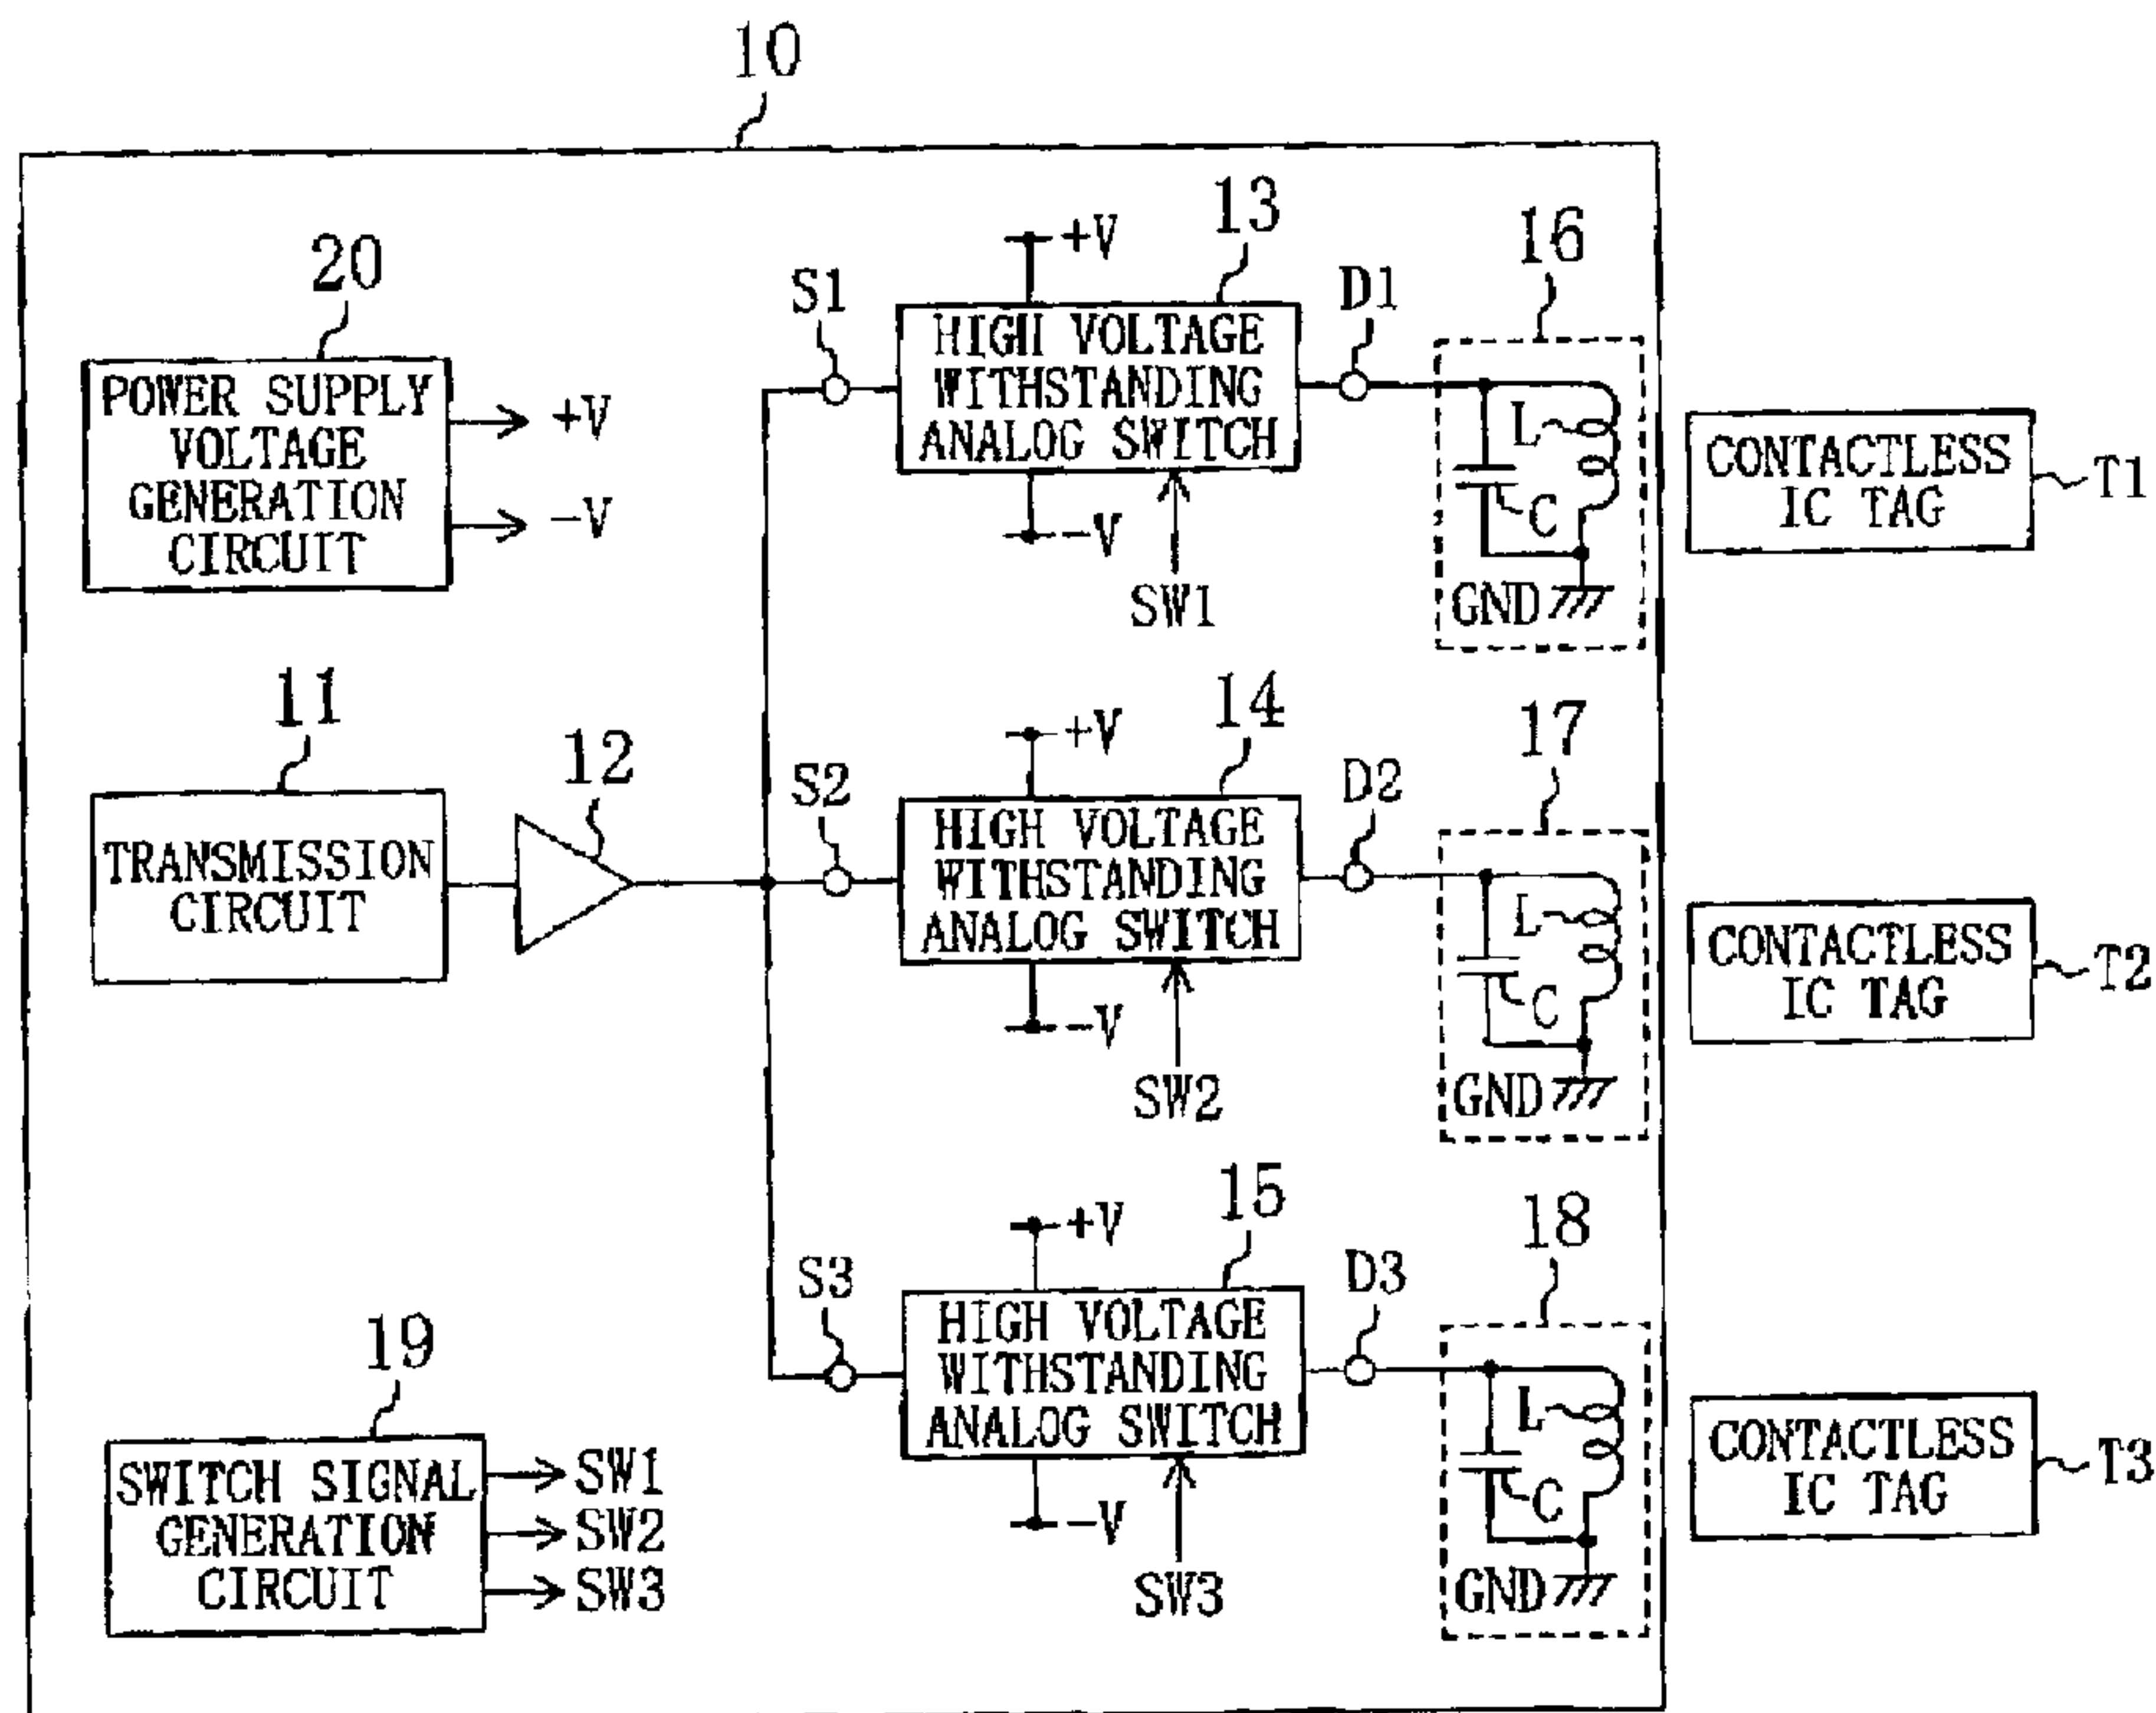 10
20
POWER SUPPLY
VOLTAGE
GENERATION
CIRCUIT
+V
-V
11
TRANSMISSION
CIRCUIT
12
19
SWITCH SIGNAL
GENERATION
CIRCUIT
SW1
SW2
SW3
S1
+V
13
HIGH VOLTAGE
WITHSTANDING
ANALOG SWITCH
-V
SW1
D1
16
L
C
GND
CONTACTLESS
IC TAG
T1
S2
+V
14
HIGH VOLTAGE
WITHSTANDING
ANALOG SWITCH
-V
SW2
D2
17
L
C
GND
CONTACTLESS
IC TAG
T2
S3
+V
15
HIGH VOLTAGE
WITHSTANDING
ANALOG SWITCH
-V
SW3
D3
18
L
C
GND
CONTACTLESS
IC TAG
T3